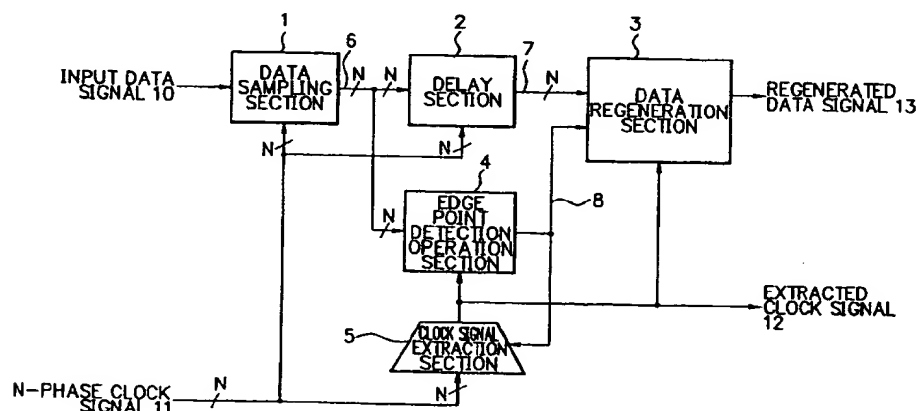 1
6
2
7
3
INPUT DATA
SIGNAL 10
DATA
SAMPLING
SECTION
N
N
DELAY
SECTION
N
DATA
REGENERATION
SECTION
REGENERATED
DATA SIGNAL 13
N
N
4
N
EDGE
POINT
DETECTION
OPERATION
SECTION
8
EXTRACTED
CLOCK SIGNAL
12
5
CLOCK SIGNAL
EXTRACTION
SECTION
N-PHASE CLOCK
SIGNAL 11
N
N